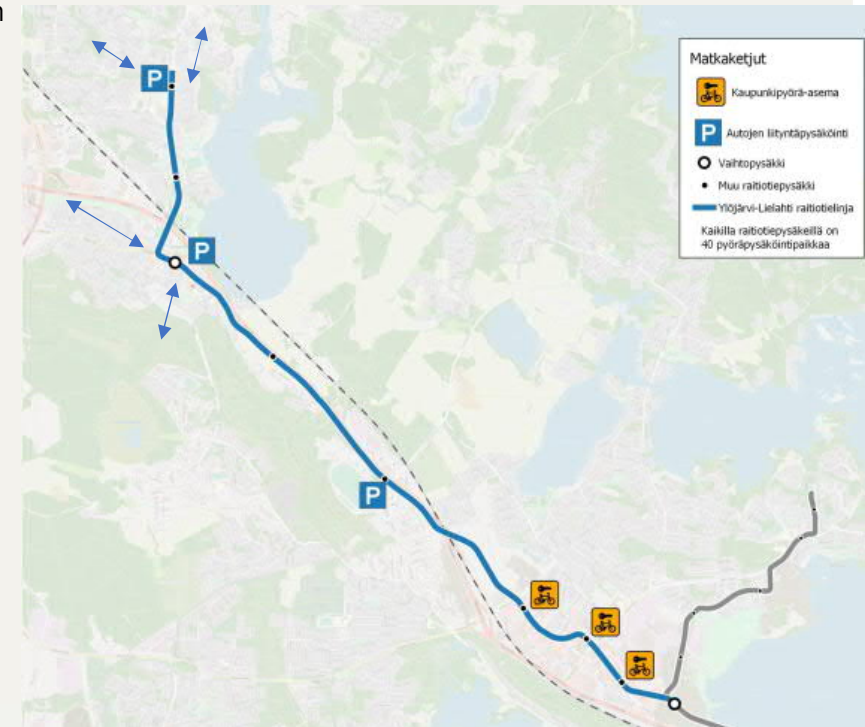 n
P
P
P
Matkaketjut
Kaupunkipyörä-asema
P Autojen liityntäpysäköinti
Vaihtopysäkki
Muu raitiotiepysäkki
Ylöjärvi-Lielahti raitiotielinja
Kaikilla raitiotiepysäkeillä on
40 pyöräpysäköintipaikkaa